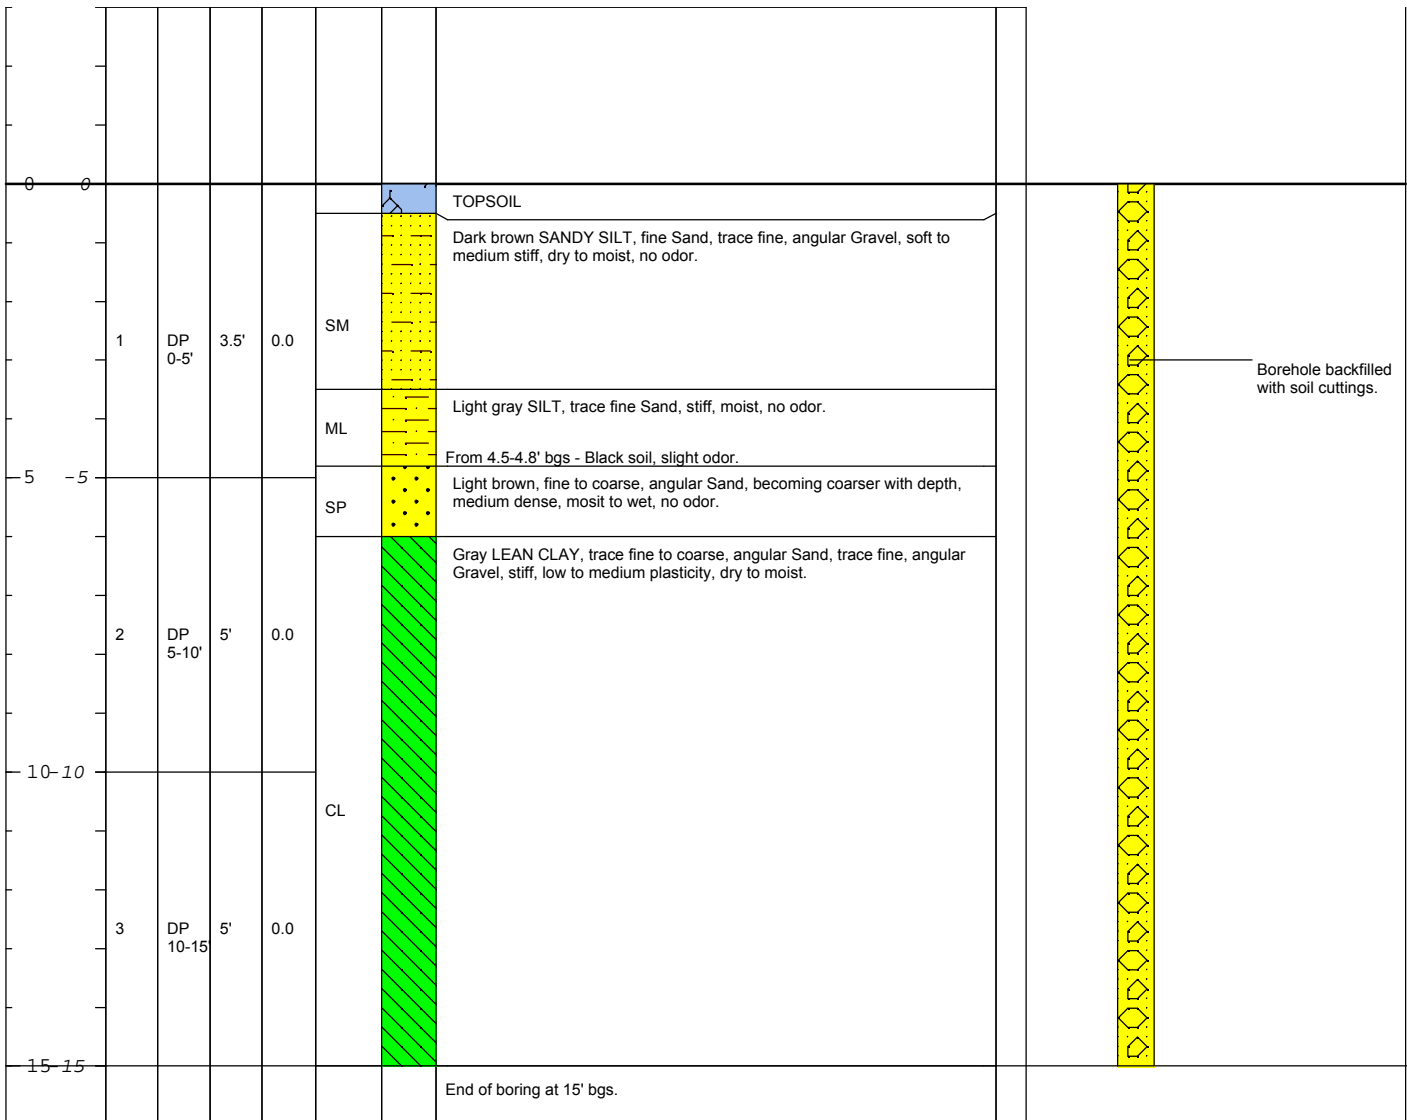 0 0
TOPSOIL
Dark brown SANDY SILT, fine Sand, trace fine, angular Gravel, soft to
medium stiff, dry to moist, no odor.
SM
1 DP 3.5' 0.0
0-5'
Borehole backfilled
with soil cuttings.
Light gray SILT, trace fine Sand, stiff, moist, no odor.
ML
From 4.5-4.8' bgs - Black soil, slight odor.
5 -5
Light brown, fine to coarse, angular Sand, becoming coarser with depth,
medium dense, mosit to wet, no odor.
SP
Gray LEAN CLAY, trace fine to coarse, angular Sand, trace fine, angular
Gravel, stiff, low to medium plasticity, dry to moist.
2 DP 5' 0.0
5-10'
10 -10
CL
3 DP 5' 0.0
10-15'
15 -15
End of boring at 15' bgs.